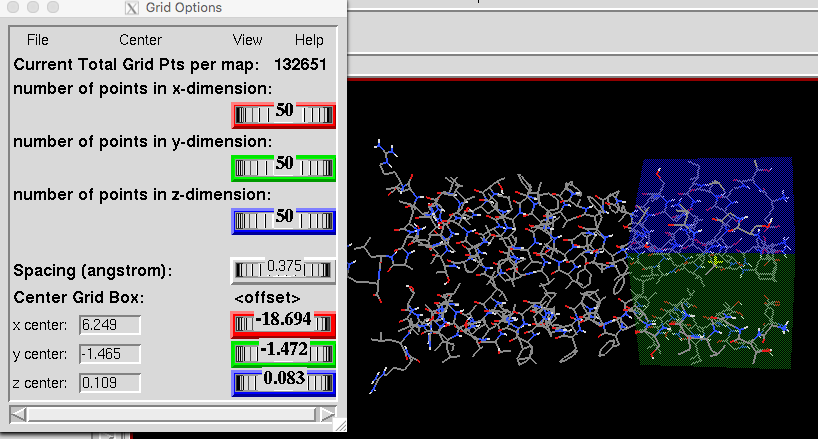 Grid Options
File Center View Help
Current Total Grid Pts per map: 132651
number of points in x-dimension:
50
number of points in y-dimension:
50
number of points in z-dimension:
50
Spacing (angstrom): 0.375
Center Grid Box: <offset>
x center: 6.249 -18.694
y center: -1.465 -1.472
z center: 0.109 0.083